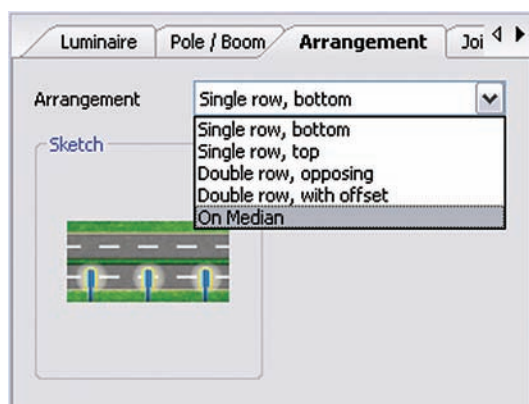 Luminaire Pole / Boom Arrangement Joi
Arrangement Single row, bottom
Single row, bottom
Single row, top
Double row, opposing
Double row, with offset
On Median
Sketch